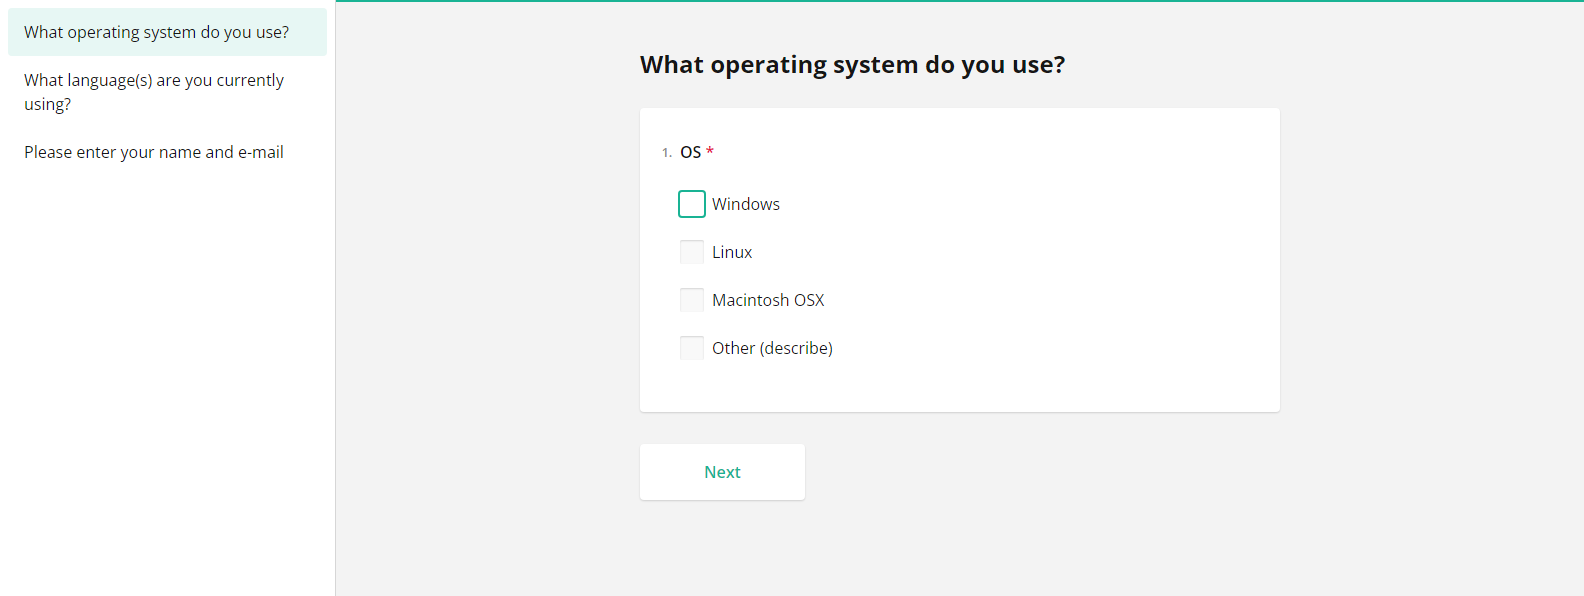 What operating system do you use?
What language(s) are you currently
using?
Please enter your name and e-mail
What operating system do you use?
1. OS *
Windows
Linux
Macintosh OSX
Other (describe)
Next